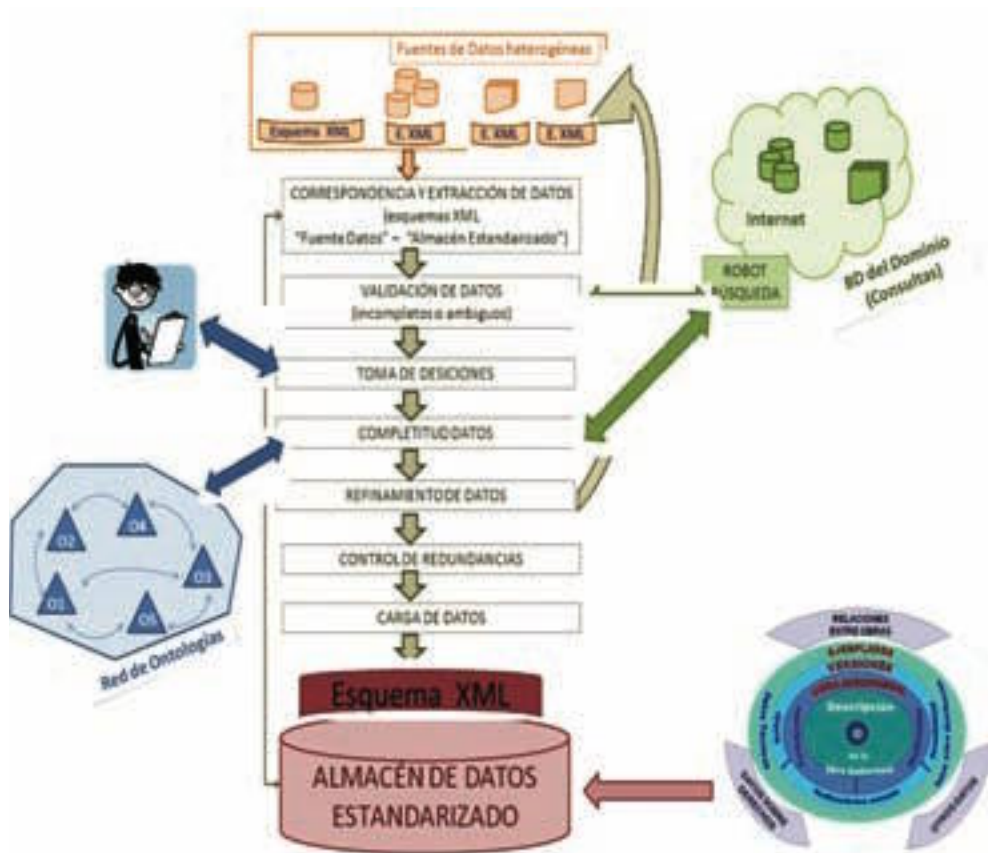 Fuentes de Datos heterogéneas
Esquema XML
E. XML
E. XML
E. XML
CORRESPONDENCIA Y EXTRACCIÓN DE DATOS
(esquemas XML
"Fuente Datos" – "Almacén Estandarizado")
VALIDACIÓN DE DATOS
(incompletos o ambiguos)
TOMA DE DESICIONES
COMPLETITUD DATOS
REFINAMIENTO DE DATOS
CONTROL DE REDUNDANCIAS
CARGA DE DATOS
Esquema XML
ALMACÉN DE DATOS
ESTANDARIZADO
Internet
ROBOT
BÚSQUEDA
BD del Dominio
(Consultas)
O2
O4
O3
O1
O5
Red de Ontologías
RELACIONES
ENTRE OBRAS
EJEMPLARES
VERSIONES
Descripción
de la